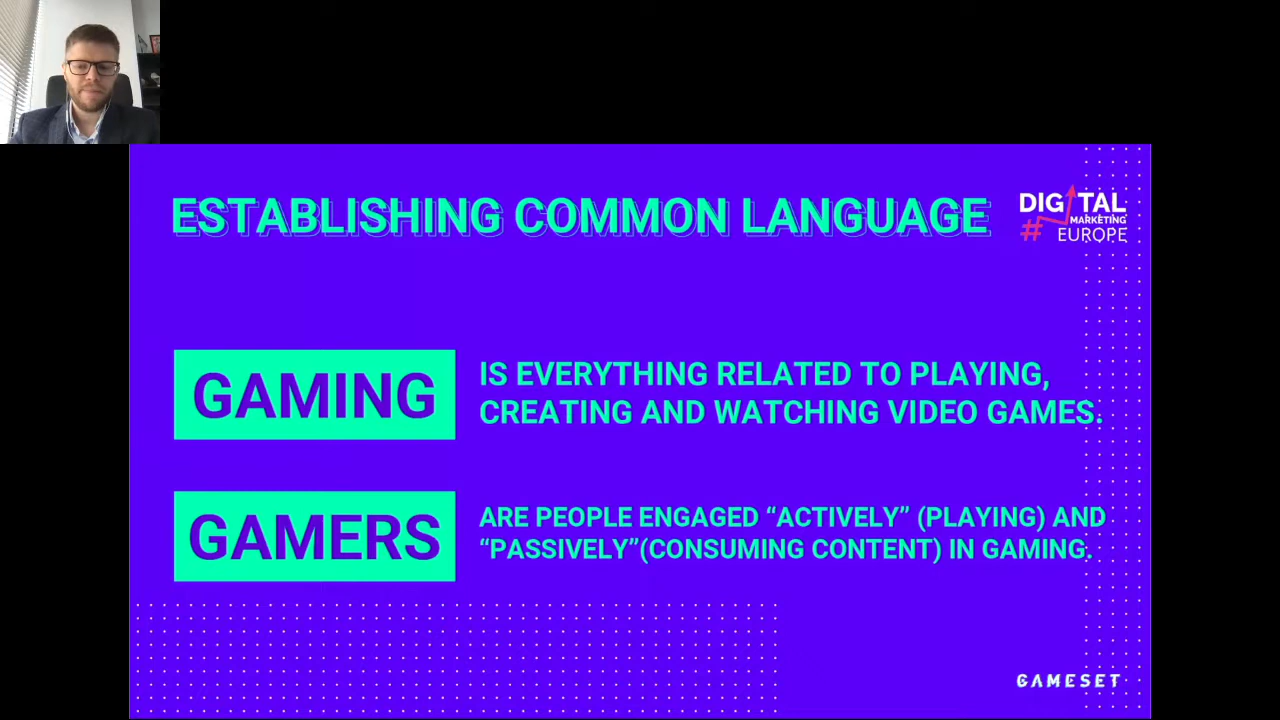 ESTABLISHING COMMON LANGUAGE
DIGITAL
MARKETING
# EUROPE
GAMING
IS EVERYTHING RELATED TO PLAYING,
CREATING AND WATCHING VIDEO GAMES.
GAMERS
ARE PEOPLE ENGAGED “ACTIVELY” (PLAYING) AND
“PASSIVELY”(CONSUMING CONTENT) IN GAMING.
GAMESET